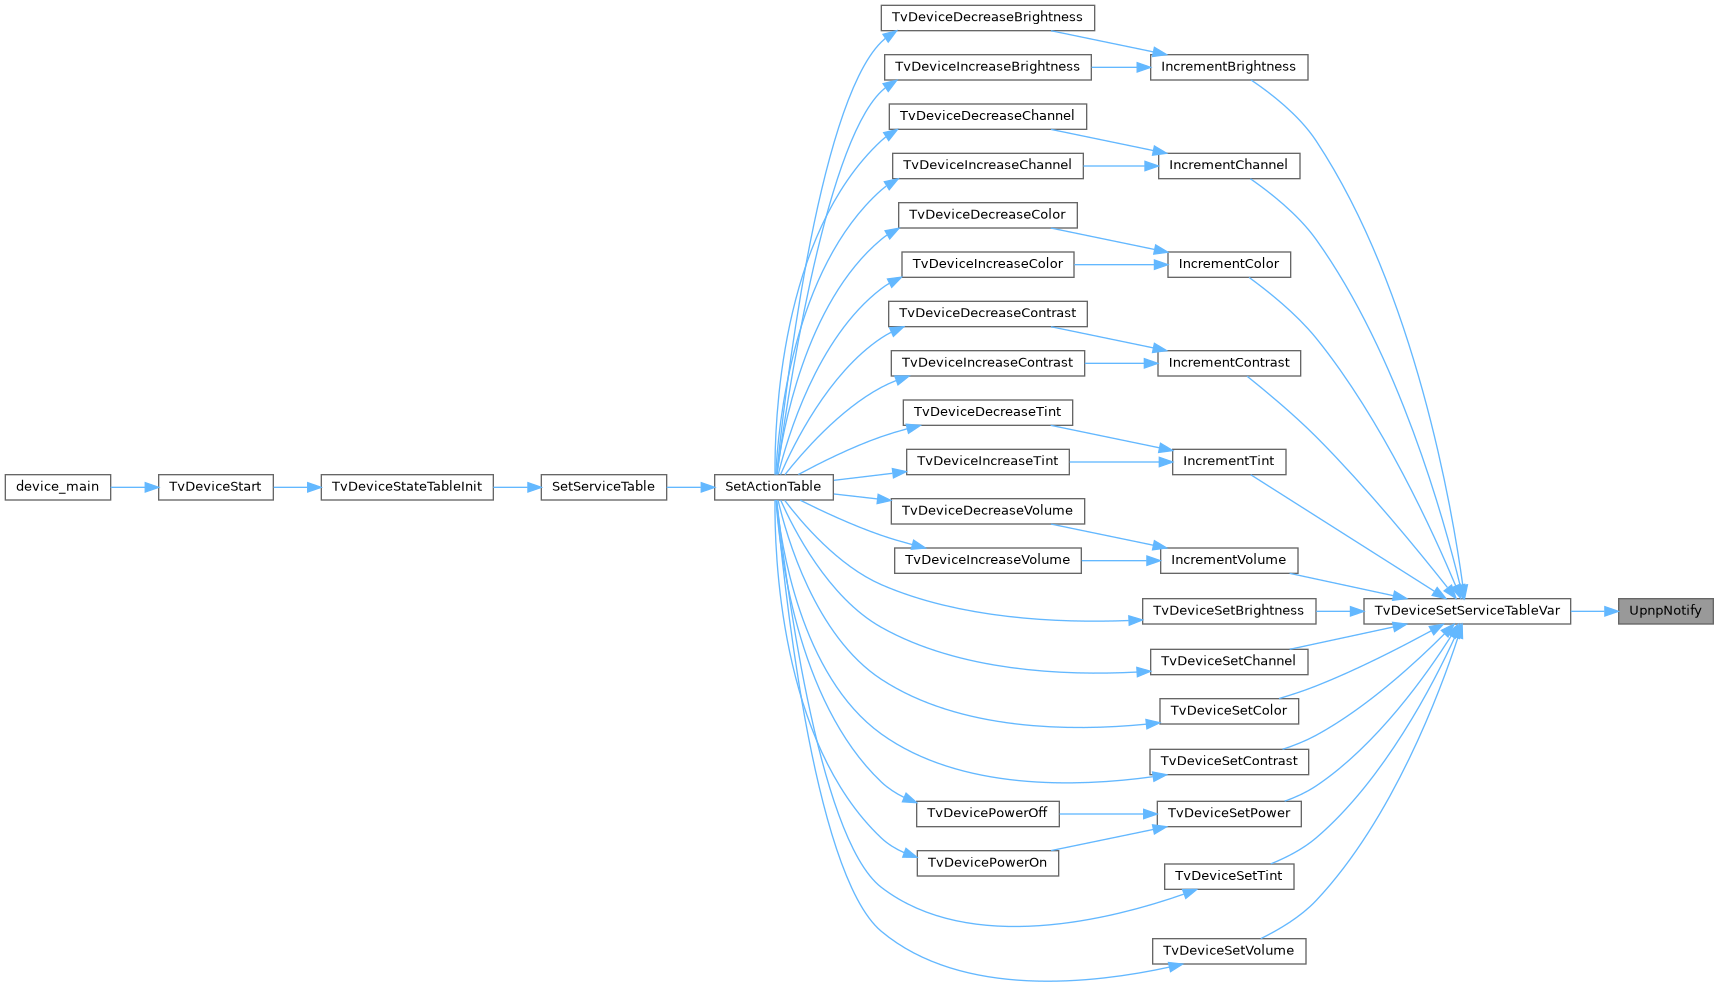 TvDeviceDecreaseBrightness
TvDeviceIncreaseBrightness
IncrementBrightness
TvDeviceDecreaseChannel
TvDeviceIncreaseChannel
IncrementChannel
TvDeviceDecreaseColor
TvDeviceIncreaseColor
IncrementColor
TvDeviceDecreaseContrast
TvDeviceIncreaseContrast
IncrementContrast
TvDeviceDecreaseTint
TvDeviceIncreaseTint
IncrementTint
device_main
TvDeviceStart
TvDeviceStateTableInit
SetServiceTable
SetActionTable
TvDeviceDecreaseVolume
TvDeviceIncreaseVolume
IncrementVolume
TvDeviceSetBrightness
TvDeviceSetServiceTableVar
UpnpNotify
TvDeviceSetChannel
TvDeviceSetColor
TvDeviceSetContrast
TvDevicePowerOff
TvDeviceSetPower
TvDevicePowerOn
TvDeviceSetTint
TvDeviceSetVolume